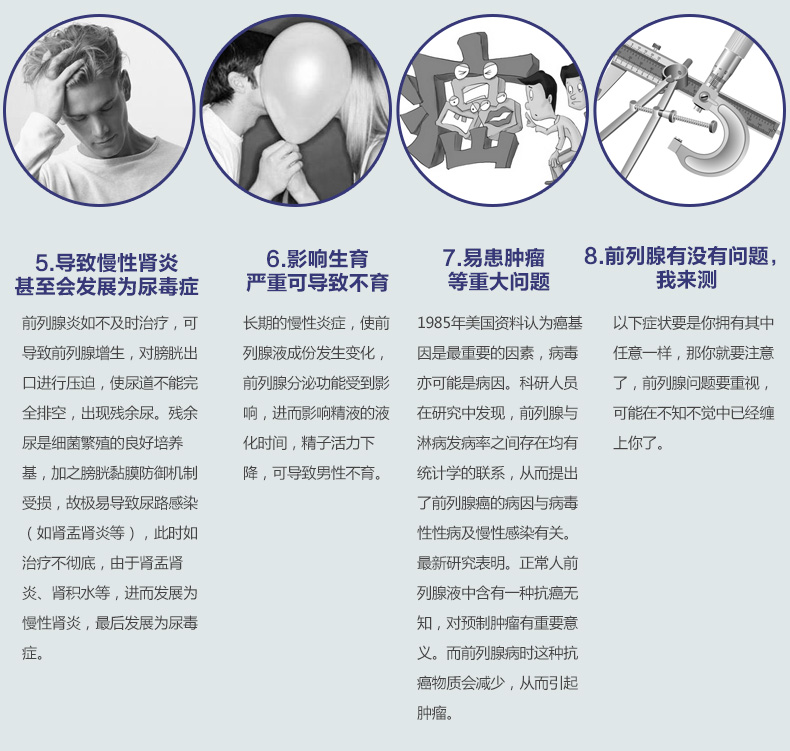 5.导致慢性肾炎
甚至会发展为尿毒症
前列腺炎如不及时治疗，可
导致前列腺增生，对膀胱出
口进行压迫，使尿道不能完
全排空，出现残余尿。残余
尿是细菌繁殖的良好培养
基，加之膀胱黏膜防御机制
受损，故极易导致尿路感染
（如肾盂肾炎等），此时如
治疗不彻底，由于肾盂肾
炎、肾积水等，进而发展为
慢性肾炎，最后发展为尿毒
症。
6.影响生育
严重可导致不育
长期的慢性炎症，使前
列腺液成份发生变化，
前列腺分泌功能受到影
响，进而影响精液的液
化时间，精子活力下
降，可导致男性不育。
7.易患肿瘤
等重大问题
1985年美国资料认为癌基
因是最重要的因素，病毒
亦可能是病因。科研人员
在研究中发现，前列腺与
淋病发病率之间存在均有
统计学的联系，从而提出
了前列腺癌的病因与病毒
性性病及慢性感染有关。
最新研究表明。正常人前
列腺液中含有一种抗癌无
知，对预制肿瘤有重要意
义。而前列腺病时这种抗
癌物质会减少，从而引起
肿瘤。
8.前列腺有没有问题，
我来测
以下症状要是你拥有其中
任意一样，那你就要注意
了，前列腺问题要重视，
可能在不知不觉中已经缠
上你了。